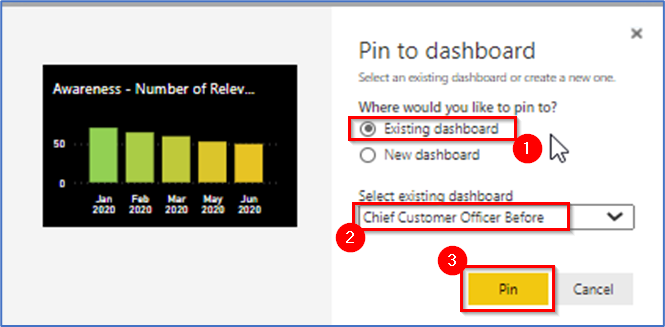 Pin to dashboard
Select an existing dashboard or create a new one.
Where would you like to pin to?
Existing dashboard
1
New dashboard
Select existing dashboard
Chief Customer Officer Before
2
3
Pin
Cancel
Awareness - Number of Relev...
50
0
Jan Feb Mar May Jun
2020 2020 2020 2020 2020